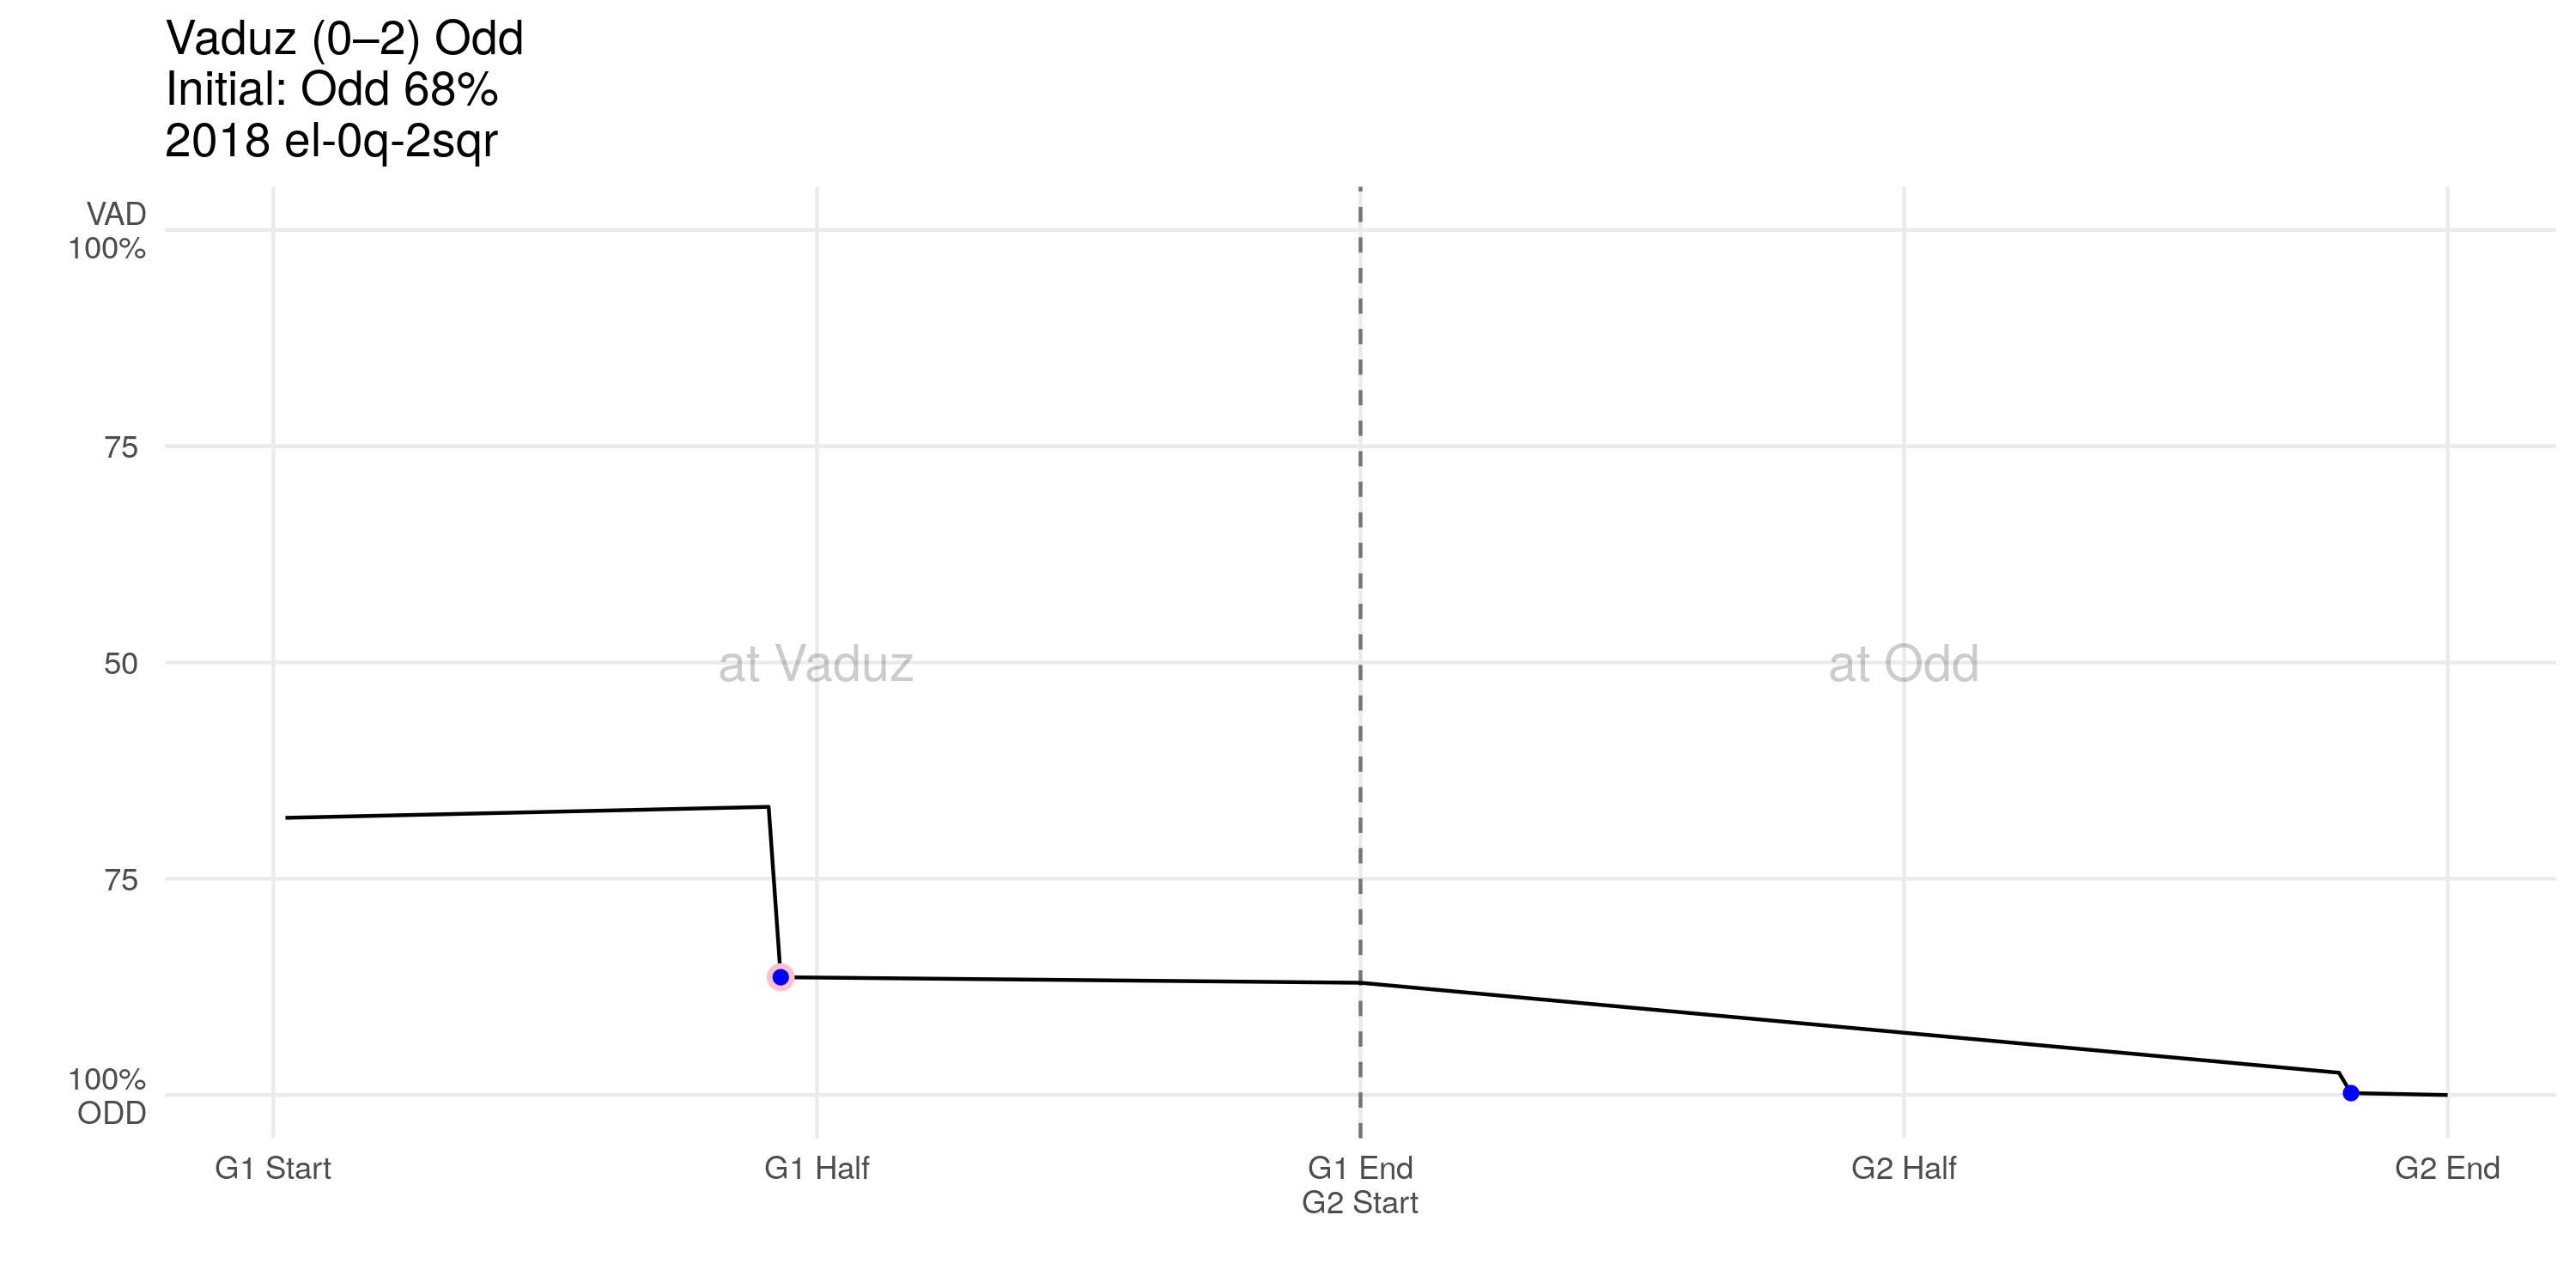 Vaduz (0–2) Odd
Initial: Odd 68%
2018 el-0q-2sqr
VAD
100%
75
50
75
100%
ODD
at Vaduz
at Odd
G1 Start
G1 Half
G1 End
G2 Start
G2 Half
G2 End